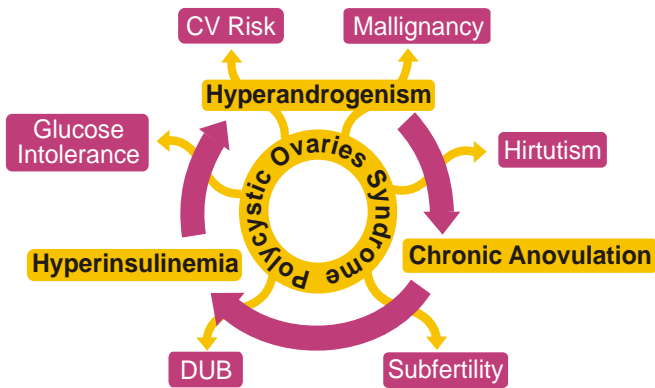 CV Risk
Mallignancy
Hyperandrogenism
Glucose
Intolerance
Hirtutism
Polycystic Ovaries Syndrome
Hyperinsulinemia
Chronic Anovulation
DUB
Subfertility